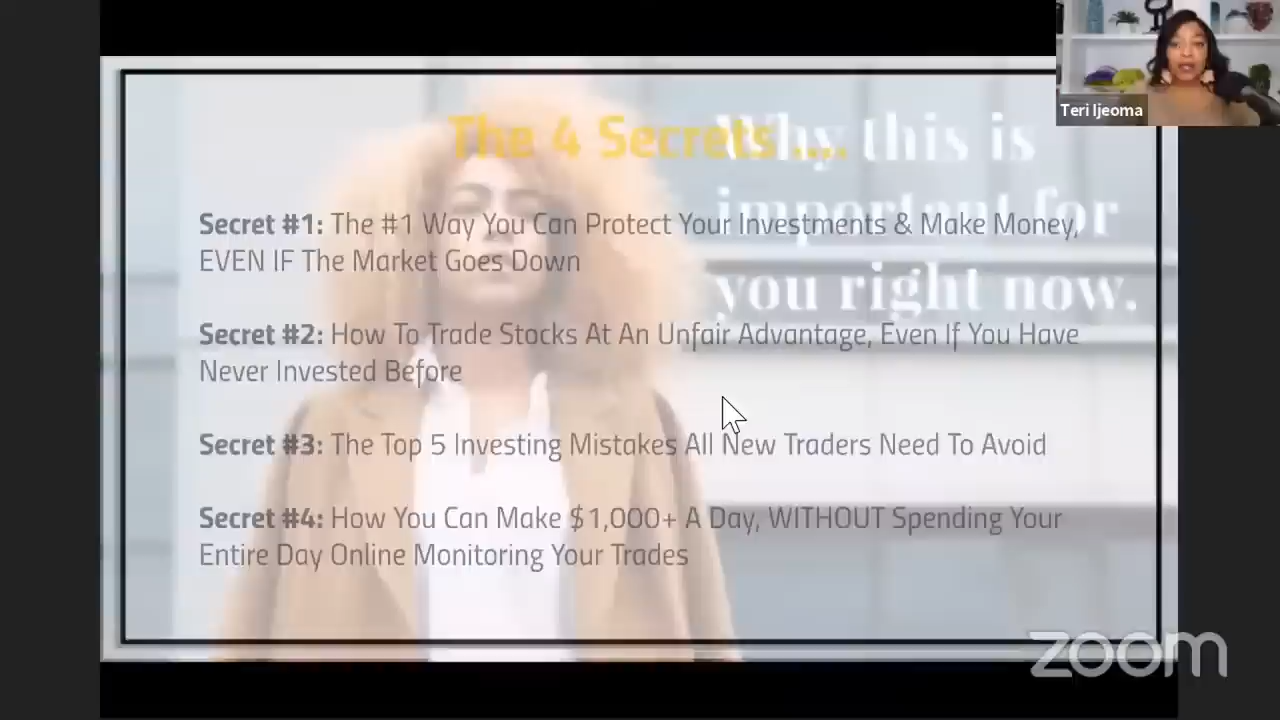 Teri Ijeoma
The 4 Secrets ....
Why this is
important for
you right now.
Secret #1: The #1 Way You Can Protect Your Investments & Make Money,
EVEN IF The Market Goes Down
Secret #2: How To Trade Stocks At An Unfair Advantage, Even If You Have
Never Invested Before
Secret #3: The Top 5 Investing Mistakes All New Traders Need To Avoid
Secret #4: How You Can Make $1,000+ A Day, WITHOUT Spending Your
Entire Day Online Monitoring Your Trades
zoom